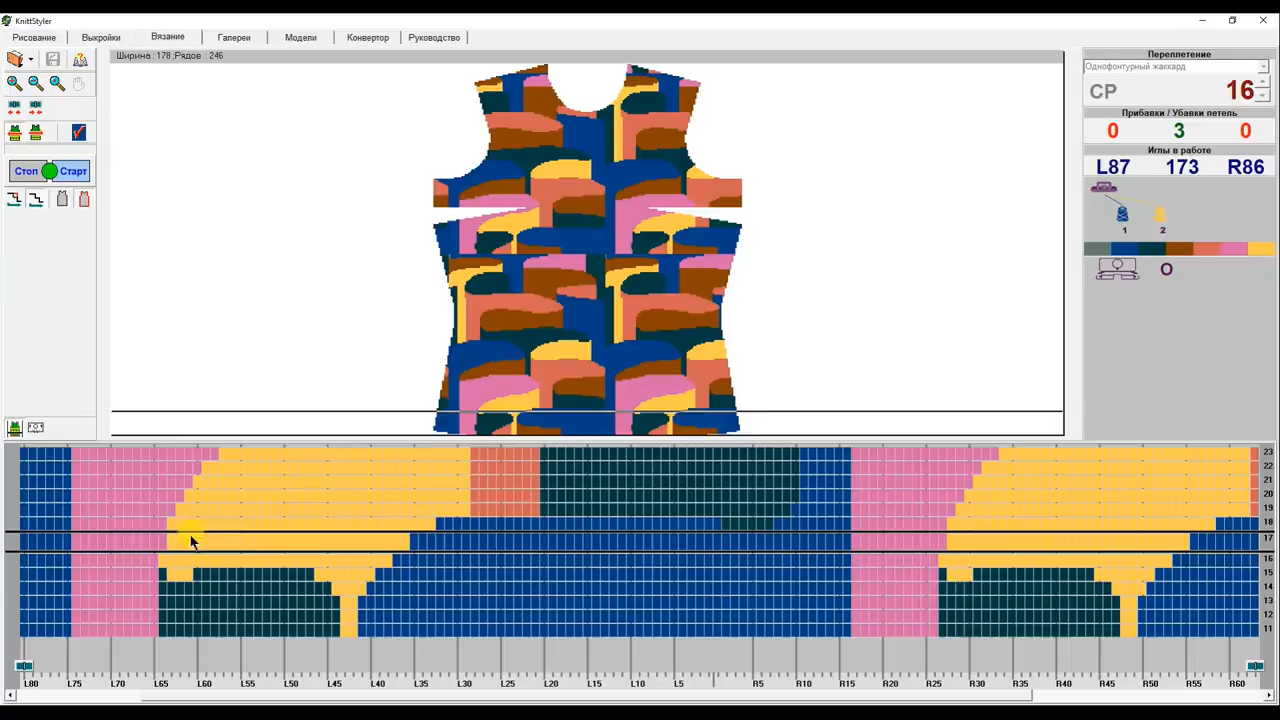 KnittStyler
Рисование Выкройки Вязание Галереи Модели Конвертор Руководство
Ширина : 178 ;Рядов : 246
Переплетение
Однофонтурный жаккард
СР 16
Прибавки / Убавки петель
0 3 0
Иглы в работе
L87 173 R86
1 2
O
Стоп Старт
23
22
21
20
19
18
17
16
15
14
13
12
11
L80 L75 L70 L65 L60 L55 L50 L45 L40 L35 L30 L25 L20 L15 L10 L5 R5 R10 R15 R20 R25 R30 R35 R40 R45 R50 R55 R60